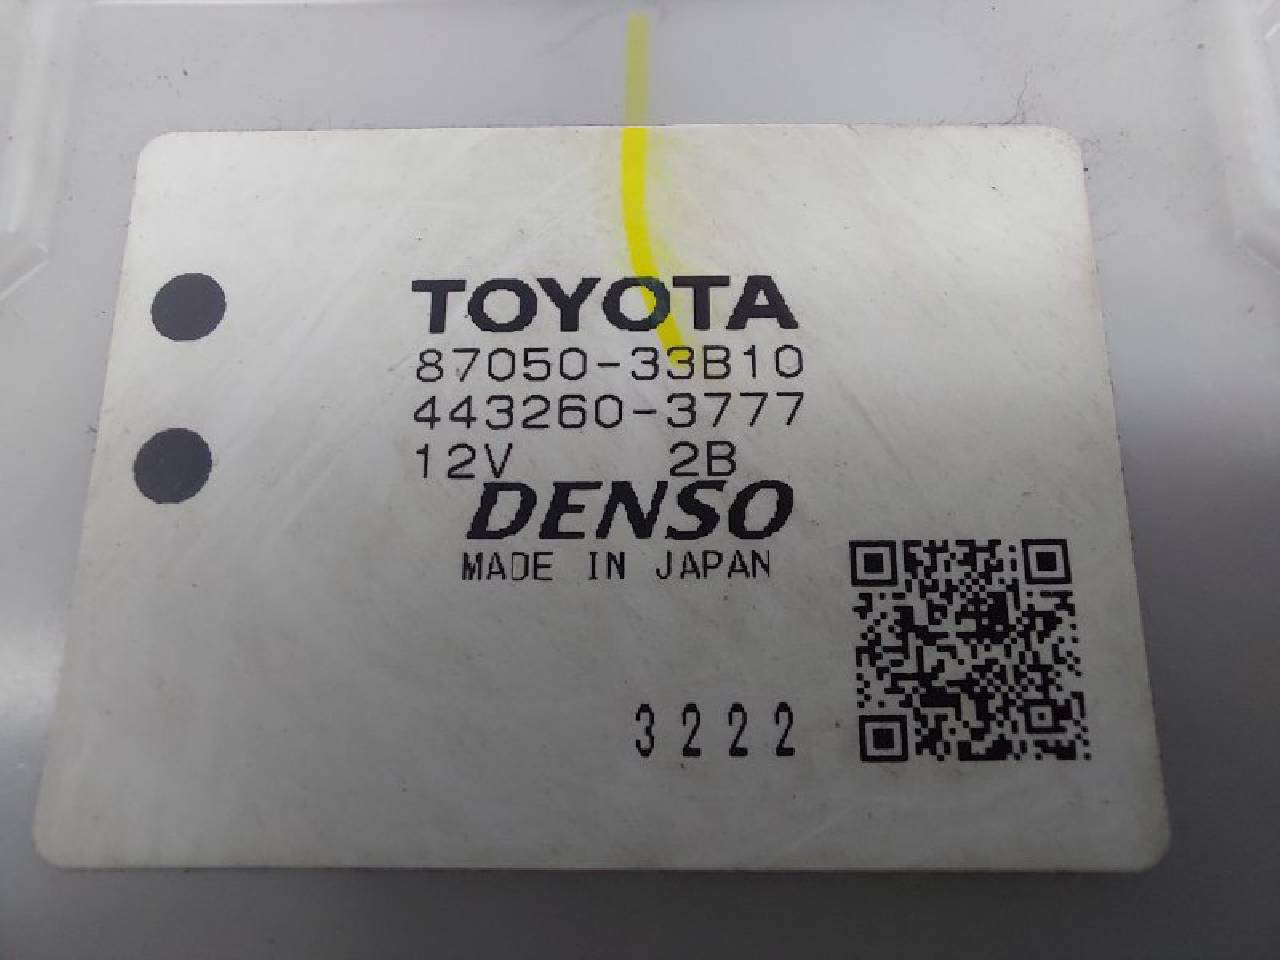 TOYOTA
87050-33B10
443260-3777
12V 2B
DENSO
MADE IN JAPAN
3222